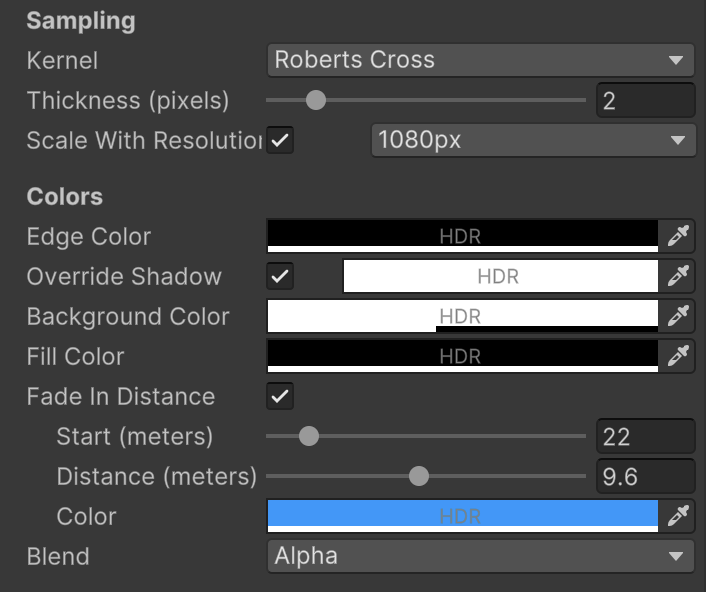 Sampling
Kernel Roberts Cross
Thickness (pixels) 2
Scale With Resolution 1080px
Colors
Edge Color HDR
Override Shadow HDR
Background Color HDR
Fill Color HDR
Fade In Distance
Start (meters) 22
Distance (meters) 9.6
Color HDR
Blend Alpha